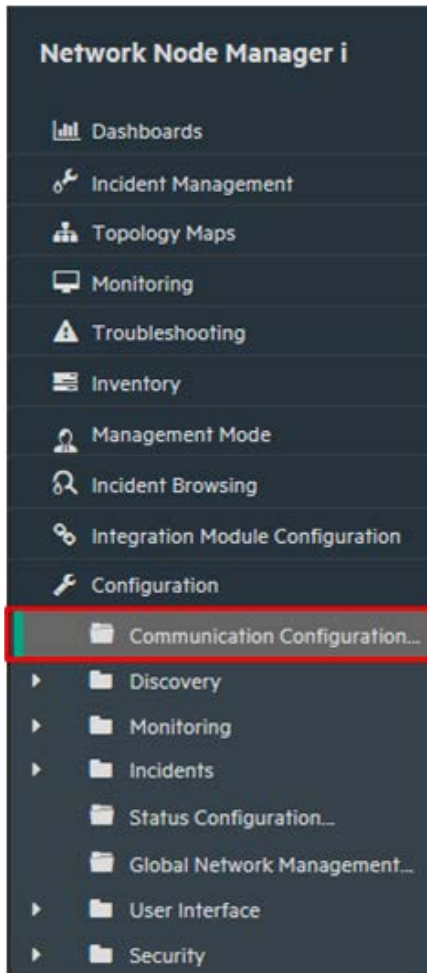 Network Node Manager i
Dashboards
Incident Management
Topology Maps
Monitoring
Troubleshooting
Inventory
Management Mode
Incident Browsing
Integration Module Configuration
Configuration
Communication Configuration...
Discovery
Monitoring
Incidents
Status Configuration...
Global Network Management...
User Interface
Security